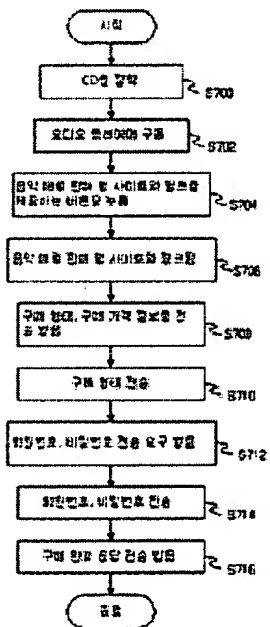 시작
CD를 장착
S700
오디오 플레이어 구동
S702
음악 파일 판매 웹 사이트와 링크를
제공하는 버튼을 누름
S704
음악 파일 판매 웹 사이트와 링크됨
S706
구매 형태, 구매 가격 정보를 전
송 받음
S708
구매 형태 전송
S710
회원번호, 비밀번호 전송 요구 받음
S712
회원번호, 비밀번호 전송
S714
구매 완료 응답 전송 받음
S716
종료